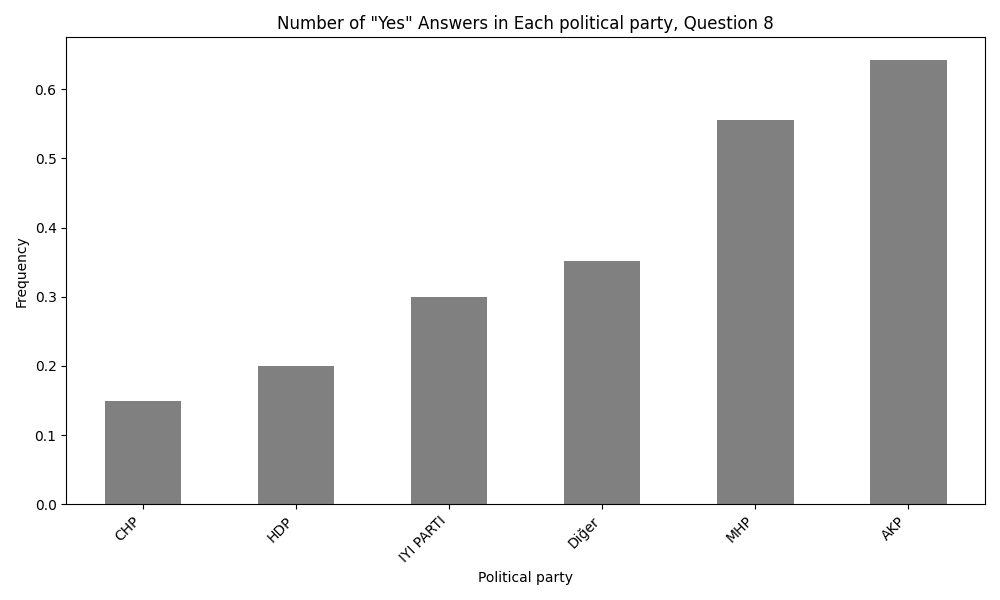 Number of "Yes" Answers in Each political party, Question 8
Frequency
0.6
0.5
0.4
0.3
0.2
0.1
0.0
CHP
HDP
IYI PARTI
Diğer
MHP
AKP
Political party